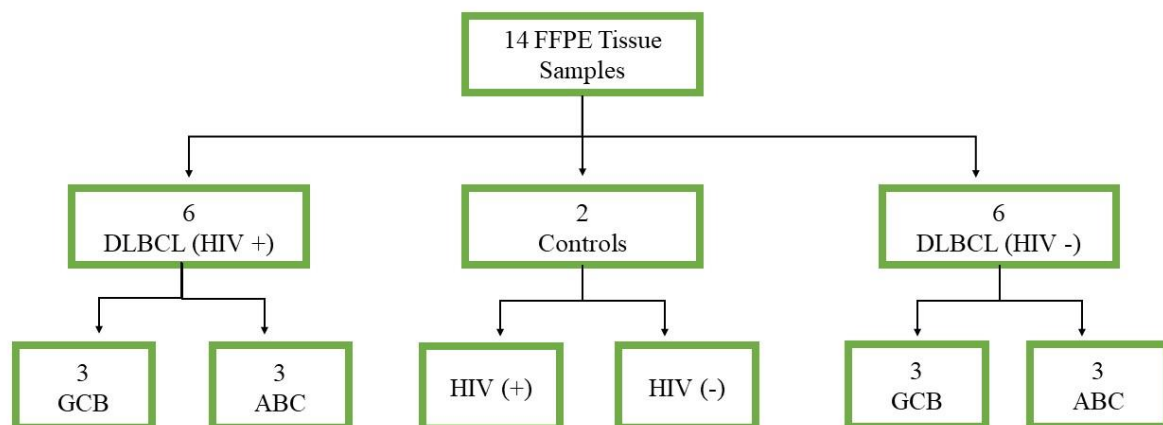 14 FFPE Tissue
Samples
6
DLBCL (HIV +)
2
Controls
6
DLBCL (HIV -)
3
GCB
3
ABC
HIV (+)
HIV (-)
3
GCB
3
ABC